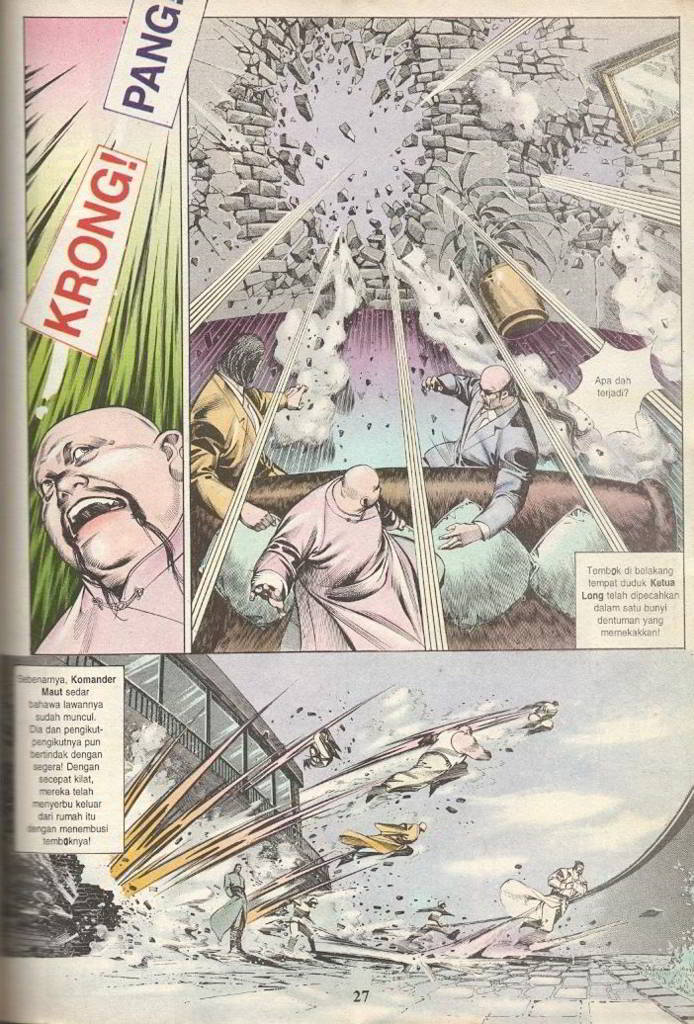 PANG!
KRONG!
Apa dah
terjadi?
Tembok di belakang
tempat duduk Ketua
Long telah dipecahkan
dalam satu bunyi
dentuman yang
memekakkan!
Sebenarnya, Komander
Maut sedar
bahawa lawannya
sudah muncul.
Dia dan pengikut-
pengikutnya pun
bertindak dengan
segera! Dengan
secepat kilat,
mereka telah
menyerbu keluar
dari rumah itu
dengan menembusi
temboknya!
27